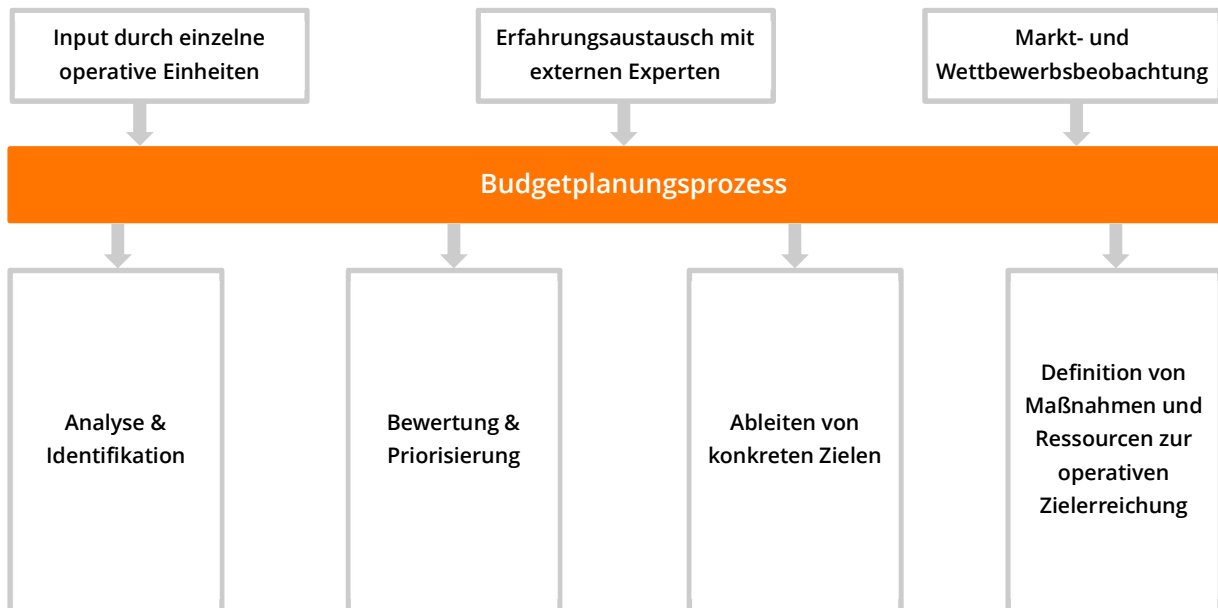 Input durch einzelne
operative Einheiten
Erfahrungsaustausch mit
externen Experten
Markt- und
Wettbewerbsbeobachtung
Budgetplanungsprozess
Analyse &
Identifikation
Bewertung &
Priorisierung
Ableiten von
konkreten Zielen
Definition von
Maßnahmen und
Ressourcen zur
operativen
Zielerreichung